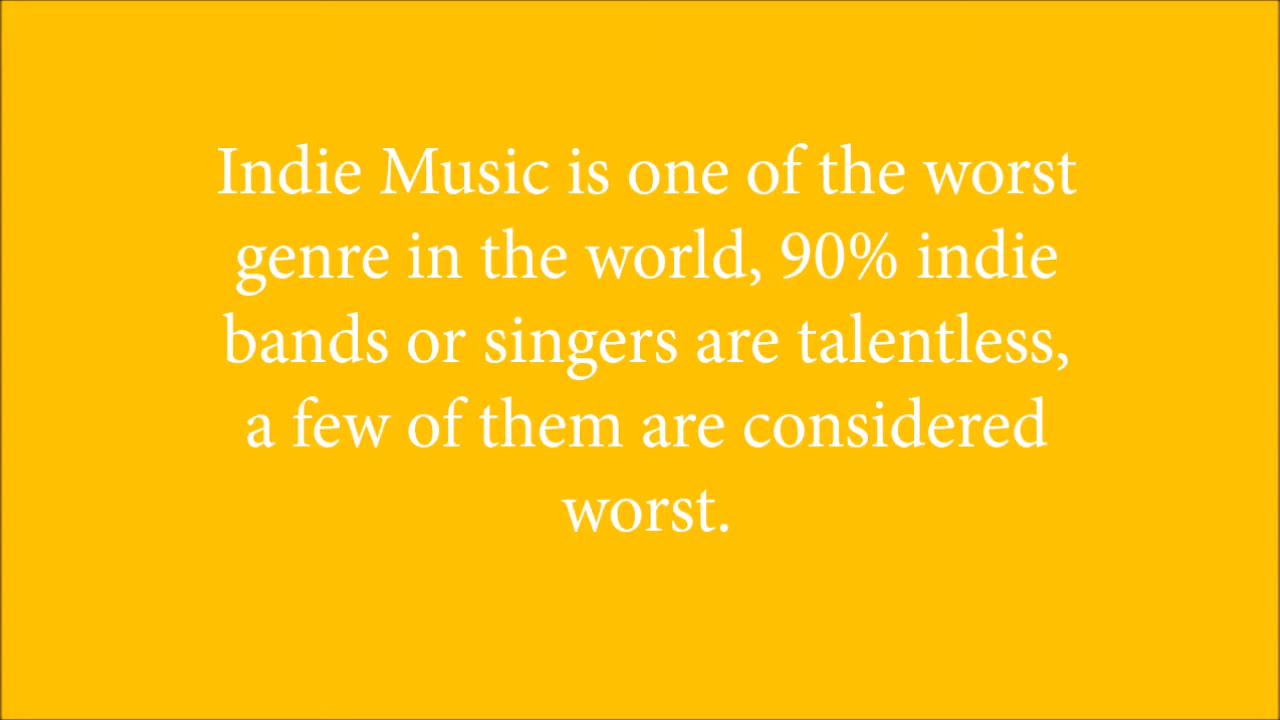 Indie Music is one of the worst
genre in the world, 90% indie
bands or singers are talentless,
a few of them are considered
worst.